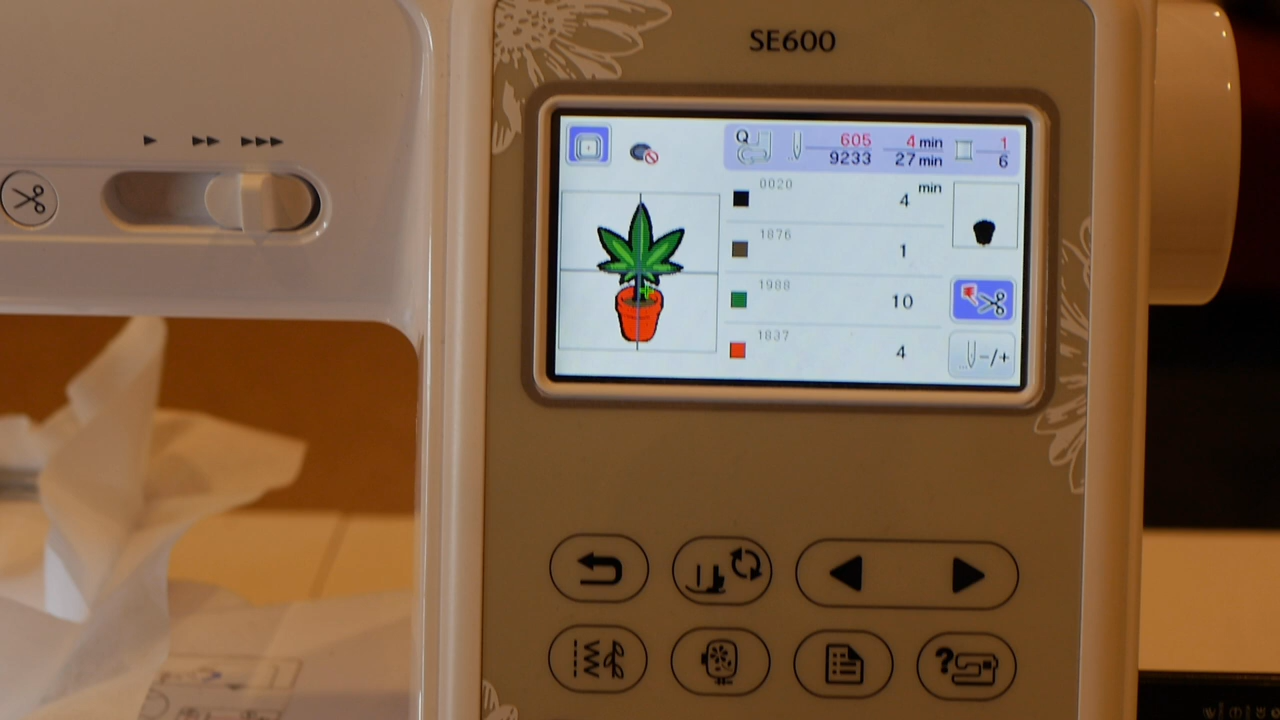 SE600
Q 605 4 min 1
9233 27 min 6
min
0020 4
1876 1
1988 10
1837 4
-/+
?